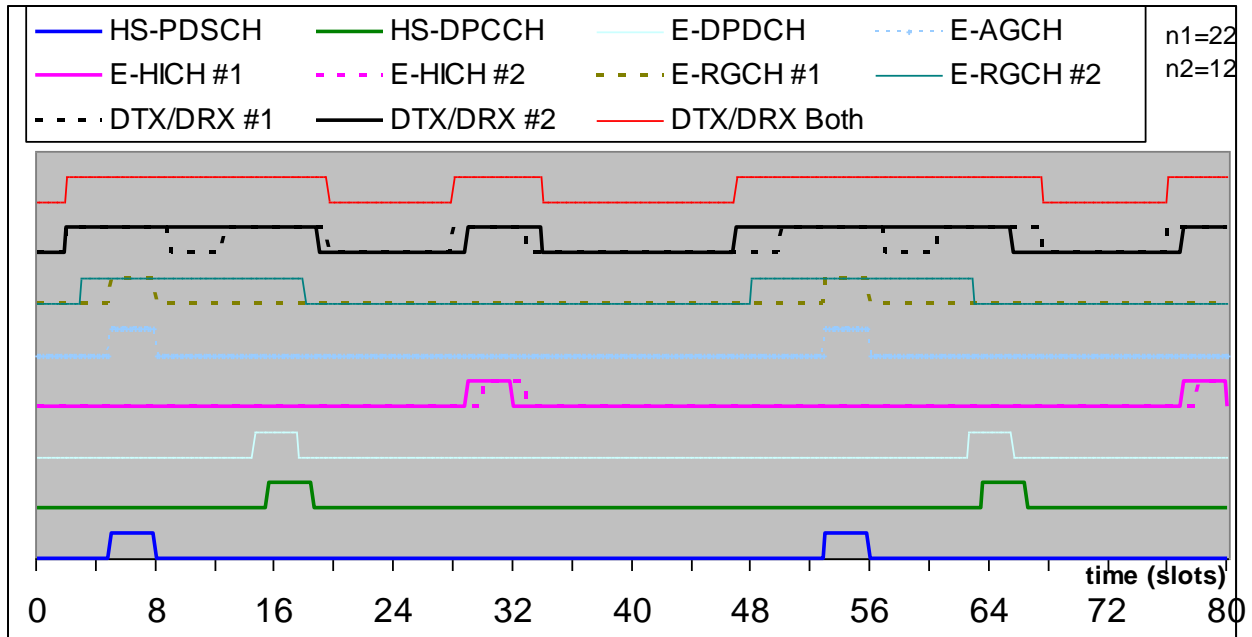 HS-PDSCH HS-DPCCH E-DPDCH E-AGCH n1=22
E-HICH #1 E-HICH #2 E-RGCH #1 E-RGCH #2 n2=12
DTX/DRX #1 DTX/DRX #2 DTX/DRX Both
time (slots)
0 8 16 24 32 40 48 56 64 72 80